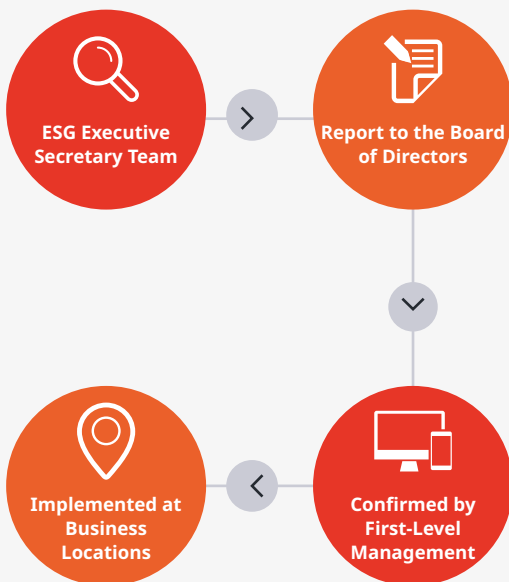 ESG Executive
Secretary Team
Report to the Board
of Directors
Confirmed by
First-Level
Management
Implemented at
Business
Locations